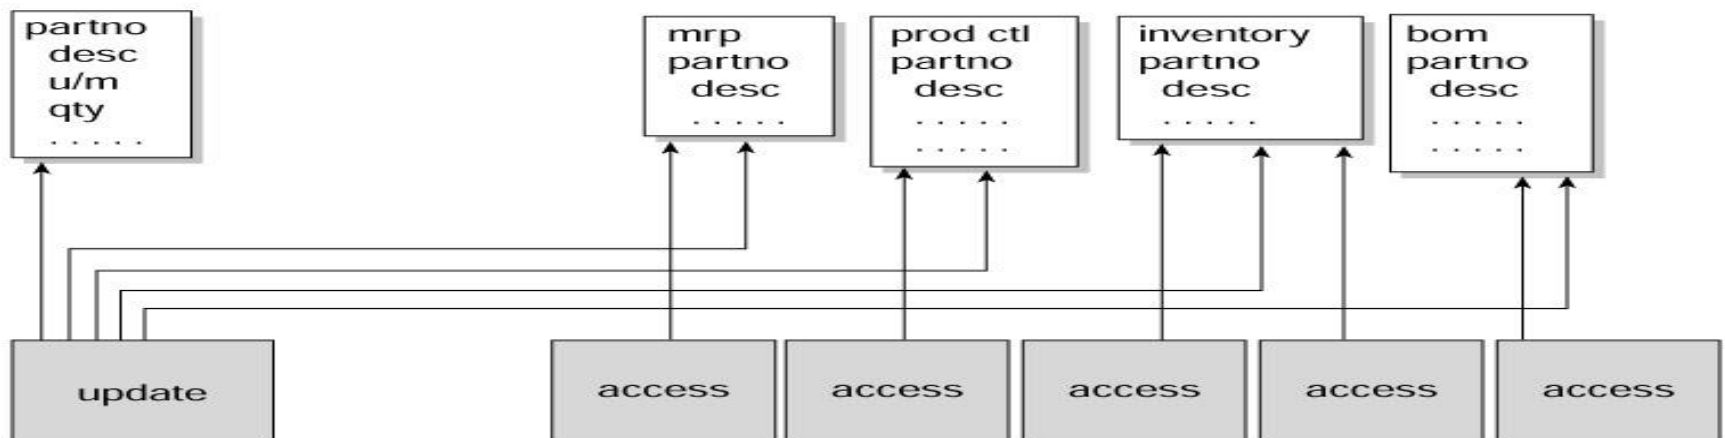 partno
desc
u/m
qty
. . . . .
mrp
partno
desc
. . . . .
prod ctl
partno
desc
. . . . .
. . . . .
inventory
partno
desc
. . . . .
bom
partno
desc
. . . . .
. . . . .
update
access
access
access
access
access